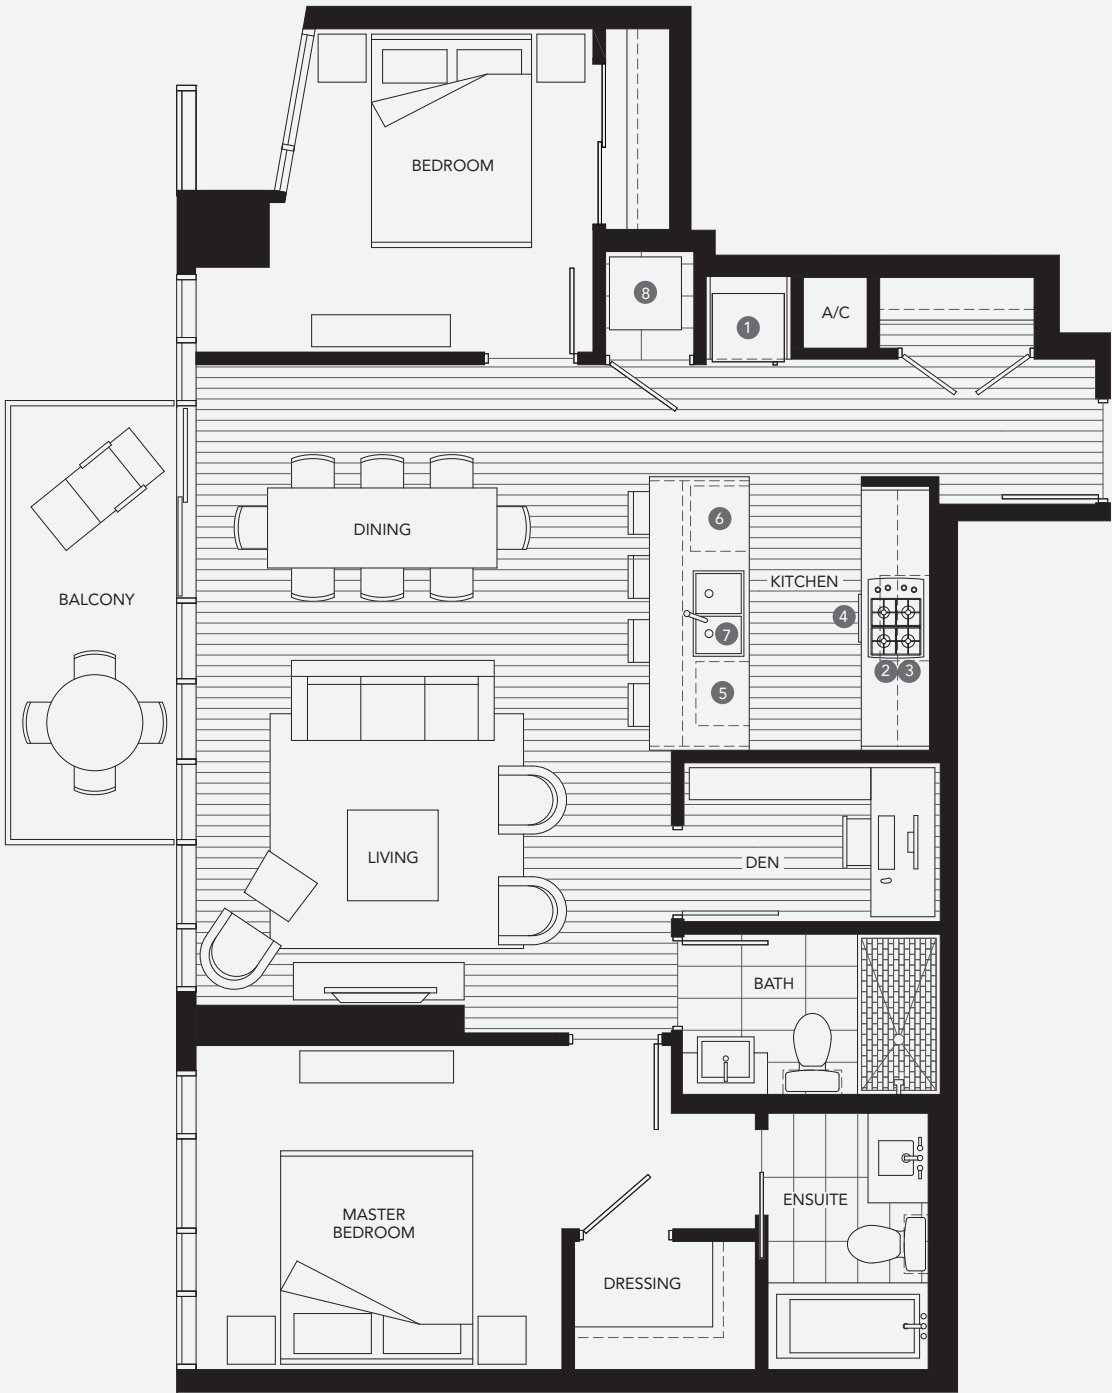 BEDROOM
8
1
A/C
6
DINING
KITCHEN
BALCONY
4
7
2 3
5
LIVING
DEN
BATH
ENSUITE
MASTER
BEDROOM
DRESSING